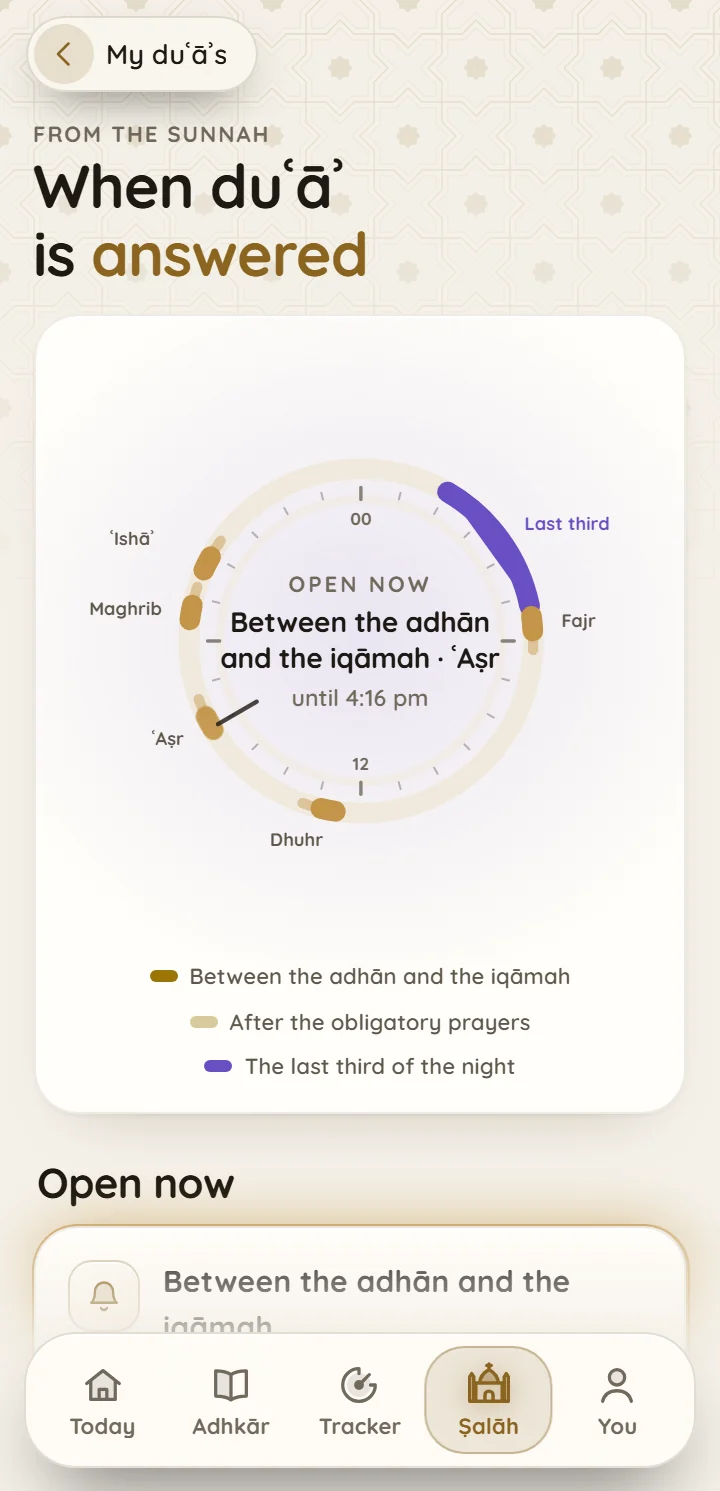 My duʿāʾs
FROM THE SUNNAH
When duʿāʾ
is answered
00
Last third
ʿIshāʾ
OPEN NOW
Maghrib
Fajr
Between the adhān
and the iqāmah · ʿAṣr
until 4:16 pm
ʿAṣr
12
Dhuhr
Between the adhān and the iqāmah
After the obligatory prayers
The last third of the night
Open now
Between the adhān and the
iqāmah
Today
Adhkār
Tracker
Ṣalāh
You